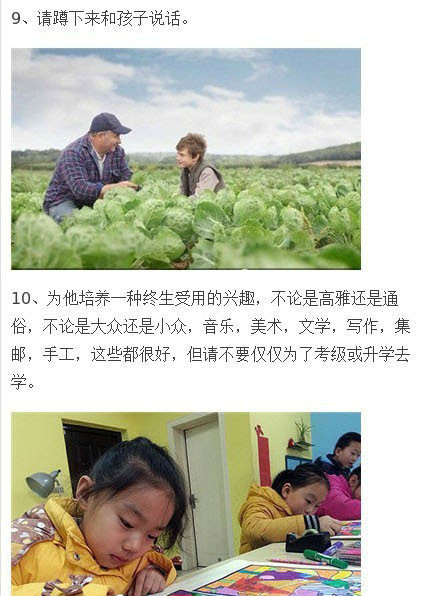 9、请蹲下来和孩子说话。
10、为他培养一种终生受用的兴趣，不论是高雅还是通
俗，不论是大众还是小众，音乐，美术，文学，写作，集
邮，手工，这些都很好，但请不要仅仅为了考级或升学去
学。